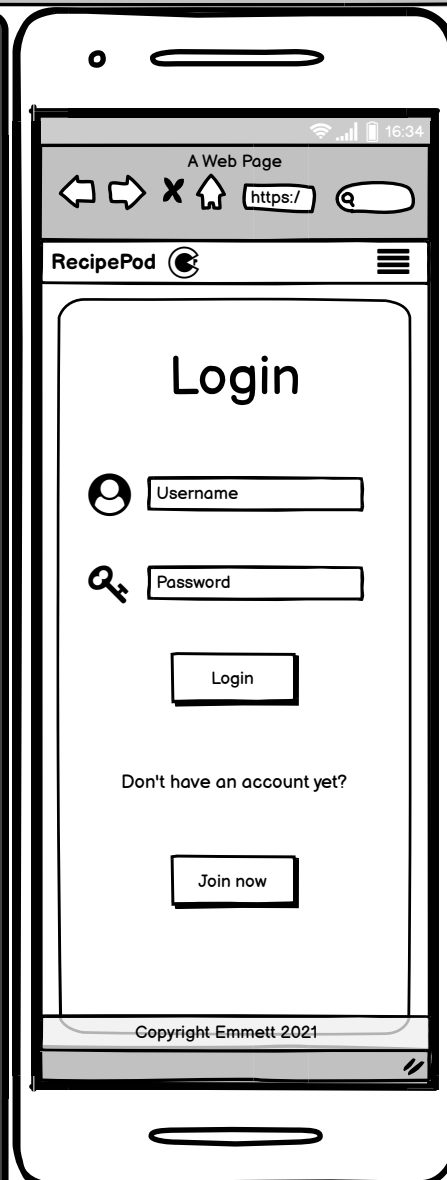 16:34
A Web Page
https:/
RecipePod
Login
Username
Password
Login
Don't have an account yet?
Join now
Copyright Emmett 2021